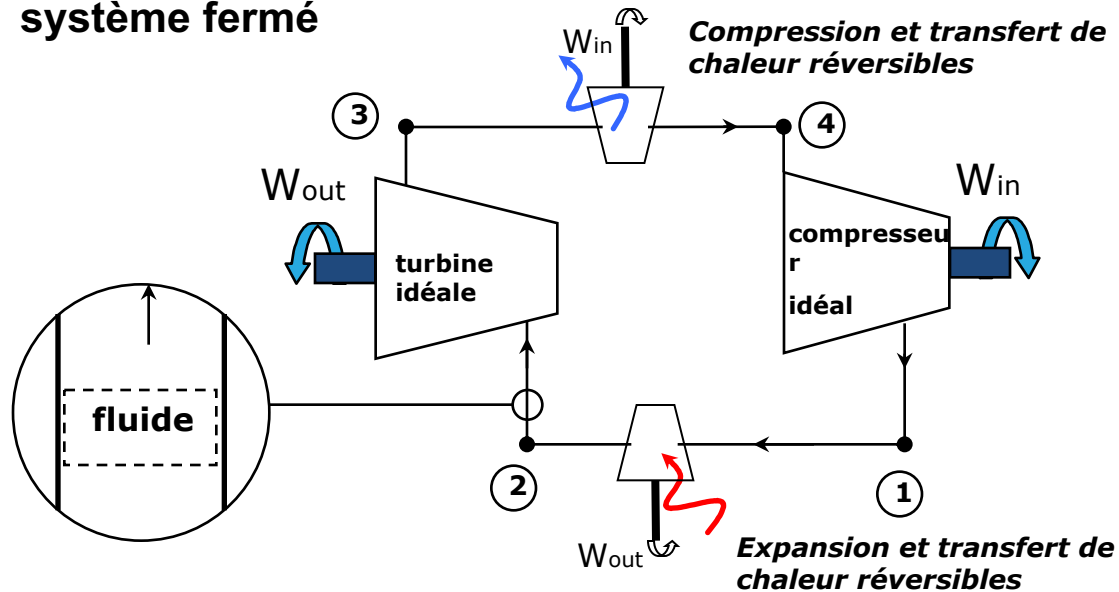 système fermé
Win
Compression et transfert de
chaleur réversibles
3
4
Wout
turbine
idéale
compresseu
r
idéal
Win
fluide
2
1
Wout
Expansion et transfert de
chaleur réversibles